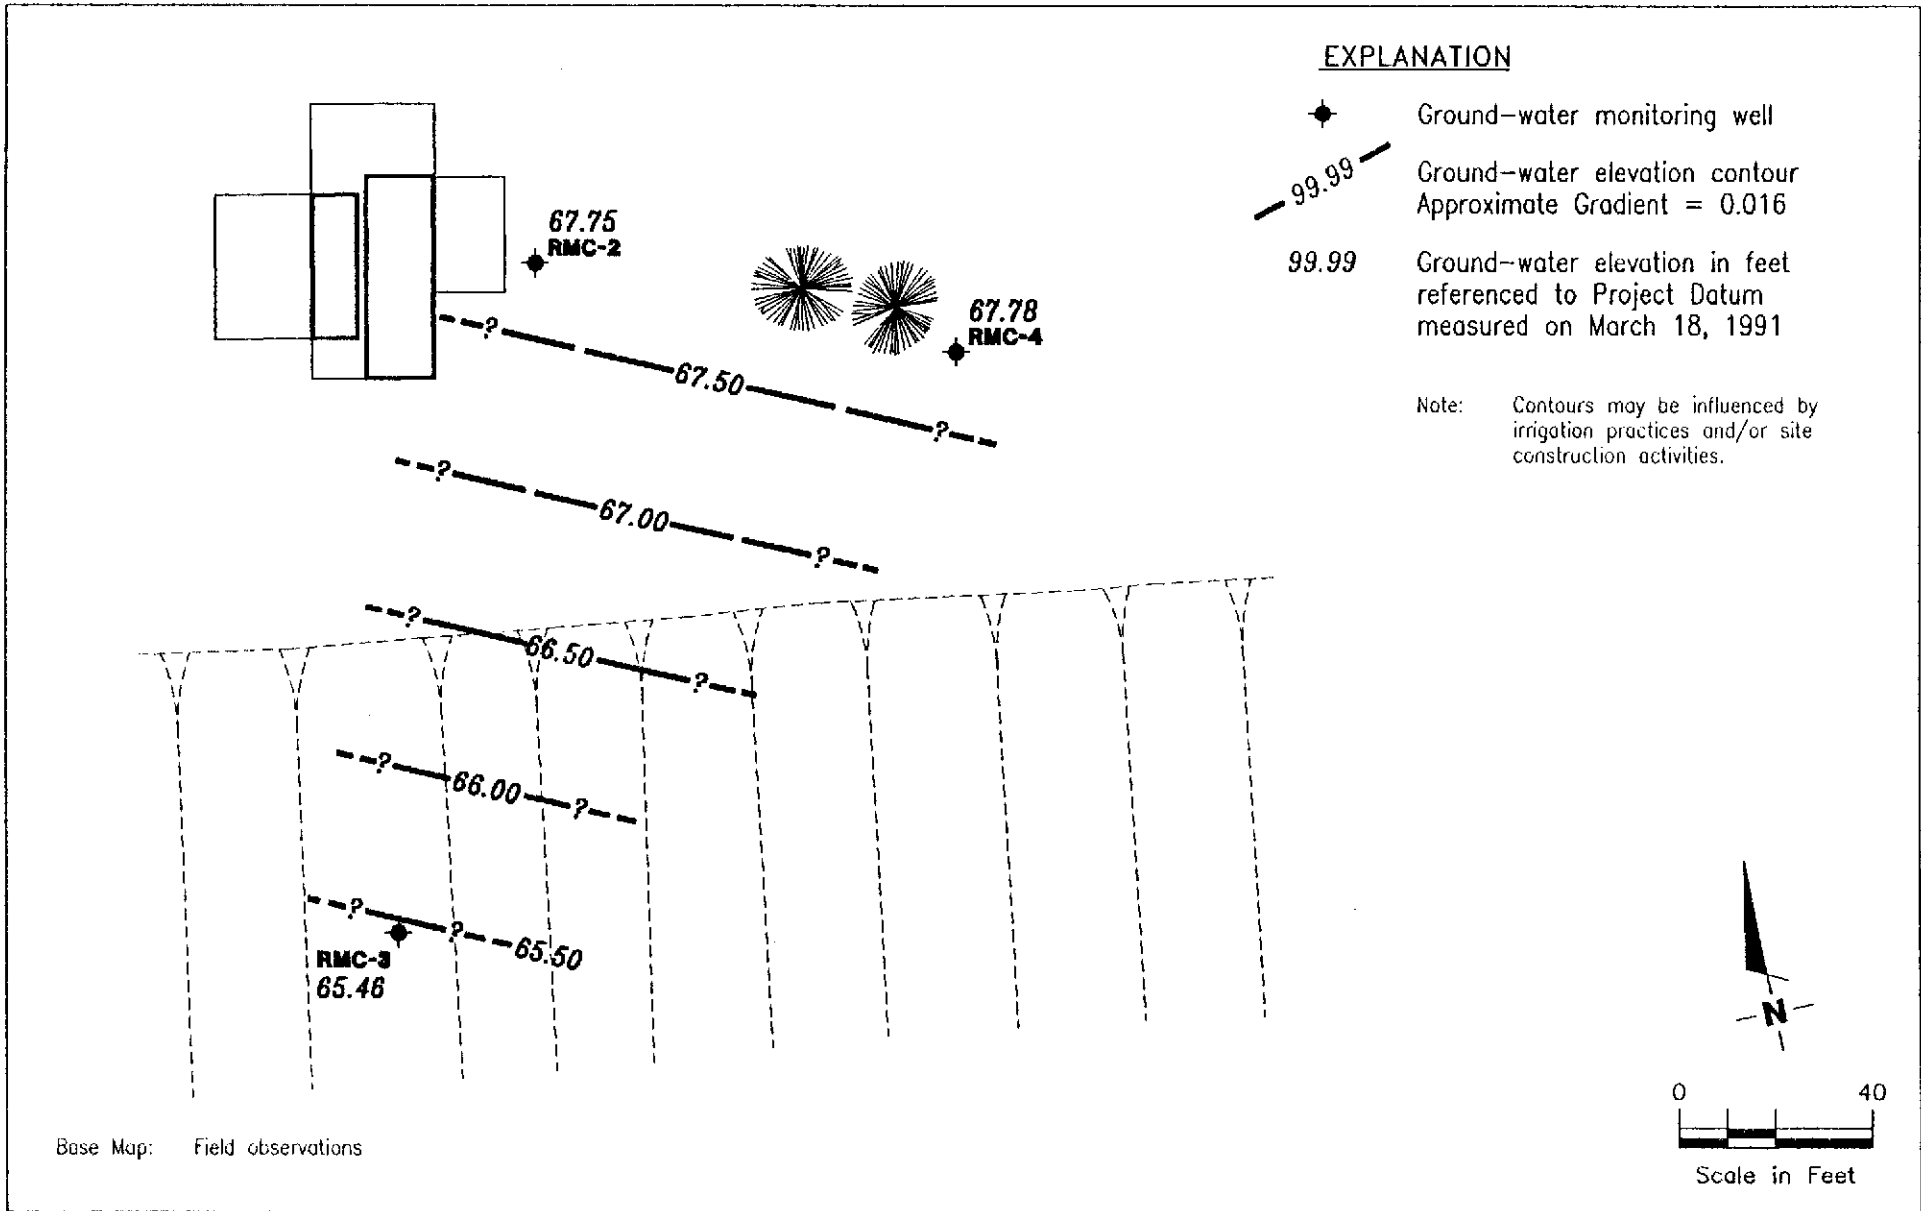 EXPLANATION
Ground-water monitoring well
99.99
Ground-water elevation contour
Approximate Gradient = 0.016
99.99
Ground-water elevation in feet
referenced to Project Datum
measured on March 18, 1991
Note: Contours may be influenced by
irrigation practices and/or site
construction activities.
67.75
RMC-2
67.78
RMC-4
? 67.50 ?
? 67.00 ?
? 66.50 ?
? 66.00 ?
? ? 65.50
RMC-3
65.46
N
0 40
Scale in Feet
Base Map: Field observations